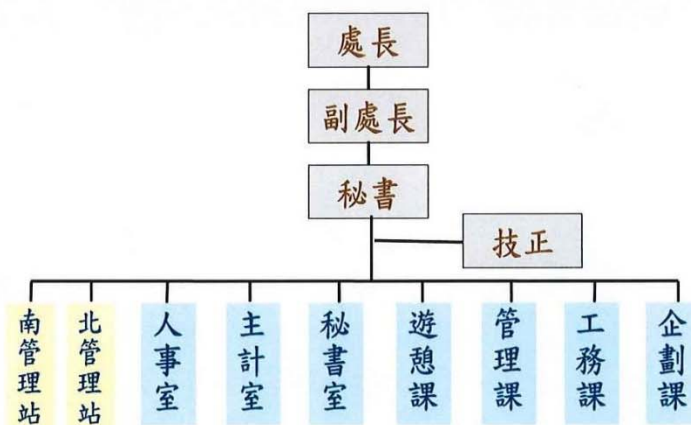 處長
副處長
秘書
技正
南管理站
北管理站
人事室
主計室
秘書室
遊憩課
管理課
工務課
企劃課